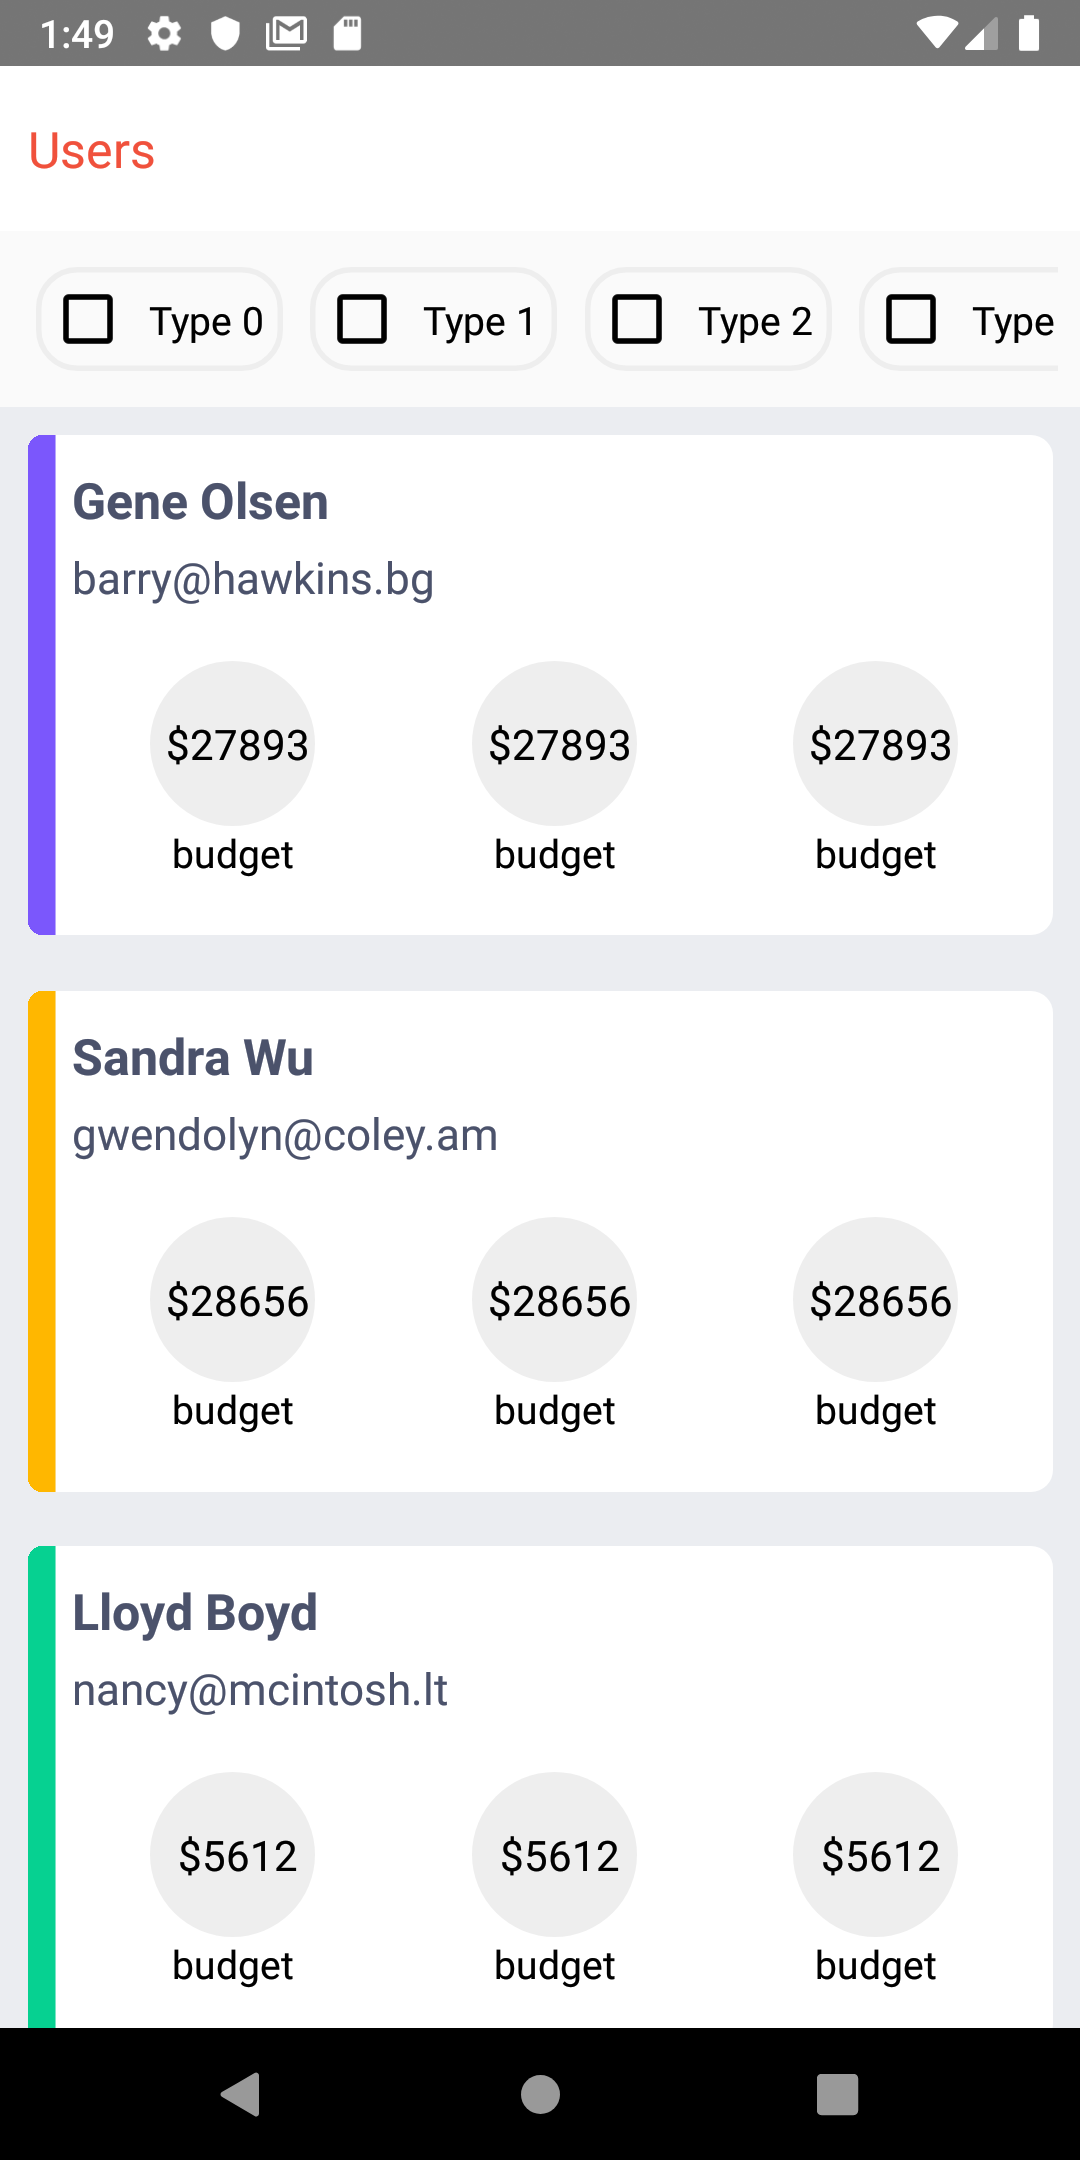 1:49
Users
Type 0 Type 1 Type 2 Type
Gene Olsen
barry@hawkins.bg
$27893 $27893 $27893
budget budget budget
Sandra Wu
gwendolyn@coley.am
$28656 $28656 $28656
budget budget budget
Lloyd Boyd
nancy@mcintosh.lt
$5612 $5612 $5612
budget budget budget